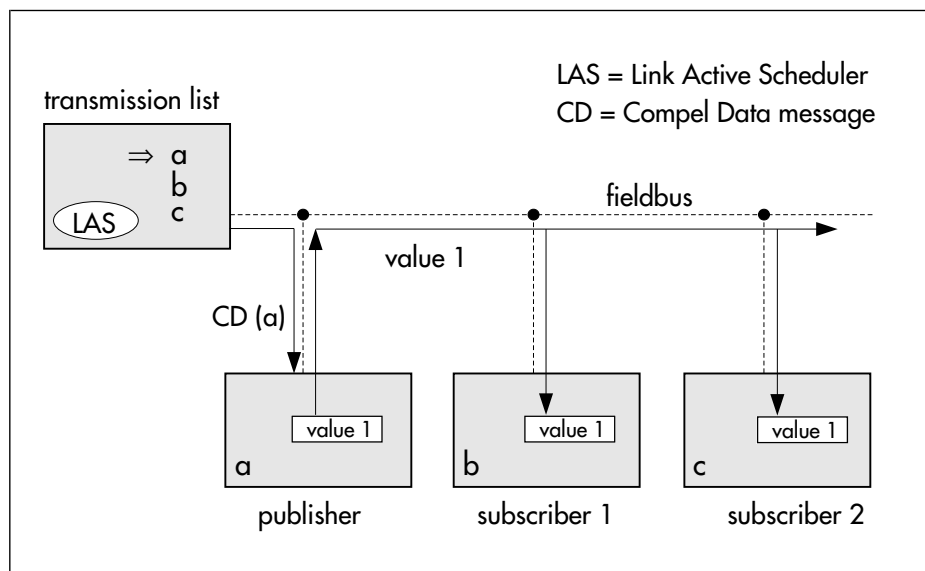 LAS = Link Active Scheduler
CD = Compel Data message
transmission list
⇒ a
b
c
LAS
fieldbus
value 1
CD (a)
value 1
a
publisher
value 1
b
subscriber 1
value 1
c
subscriber 2